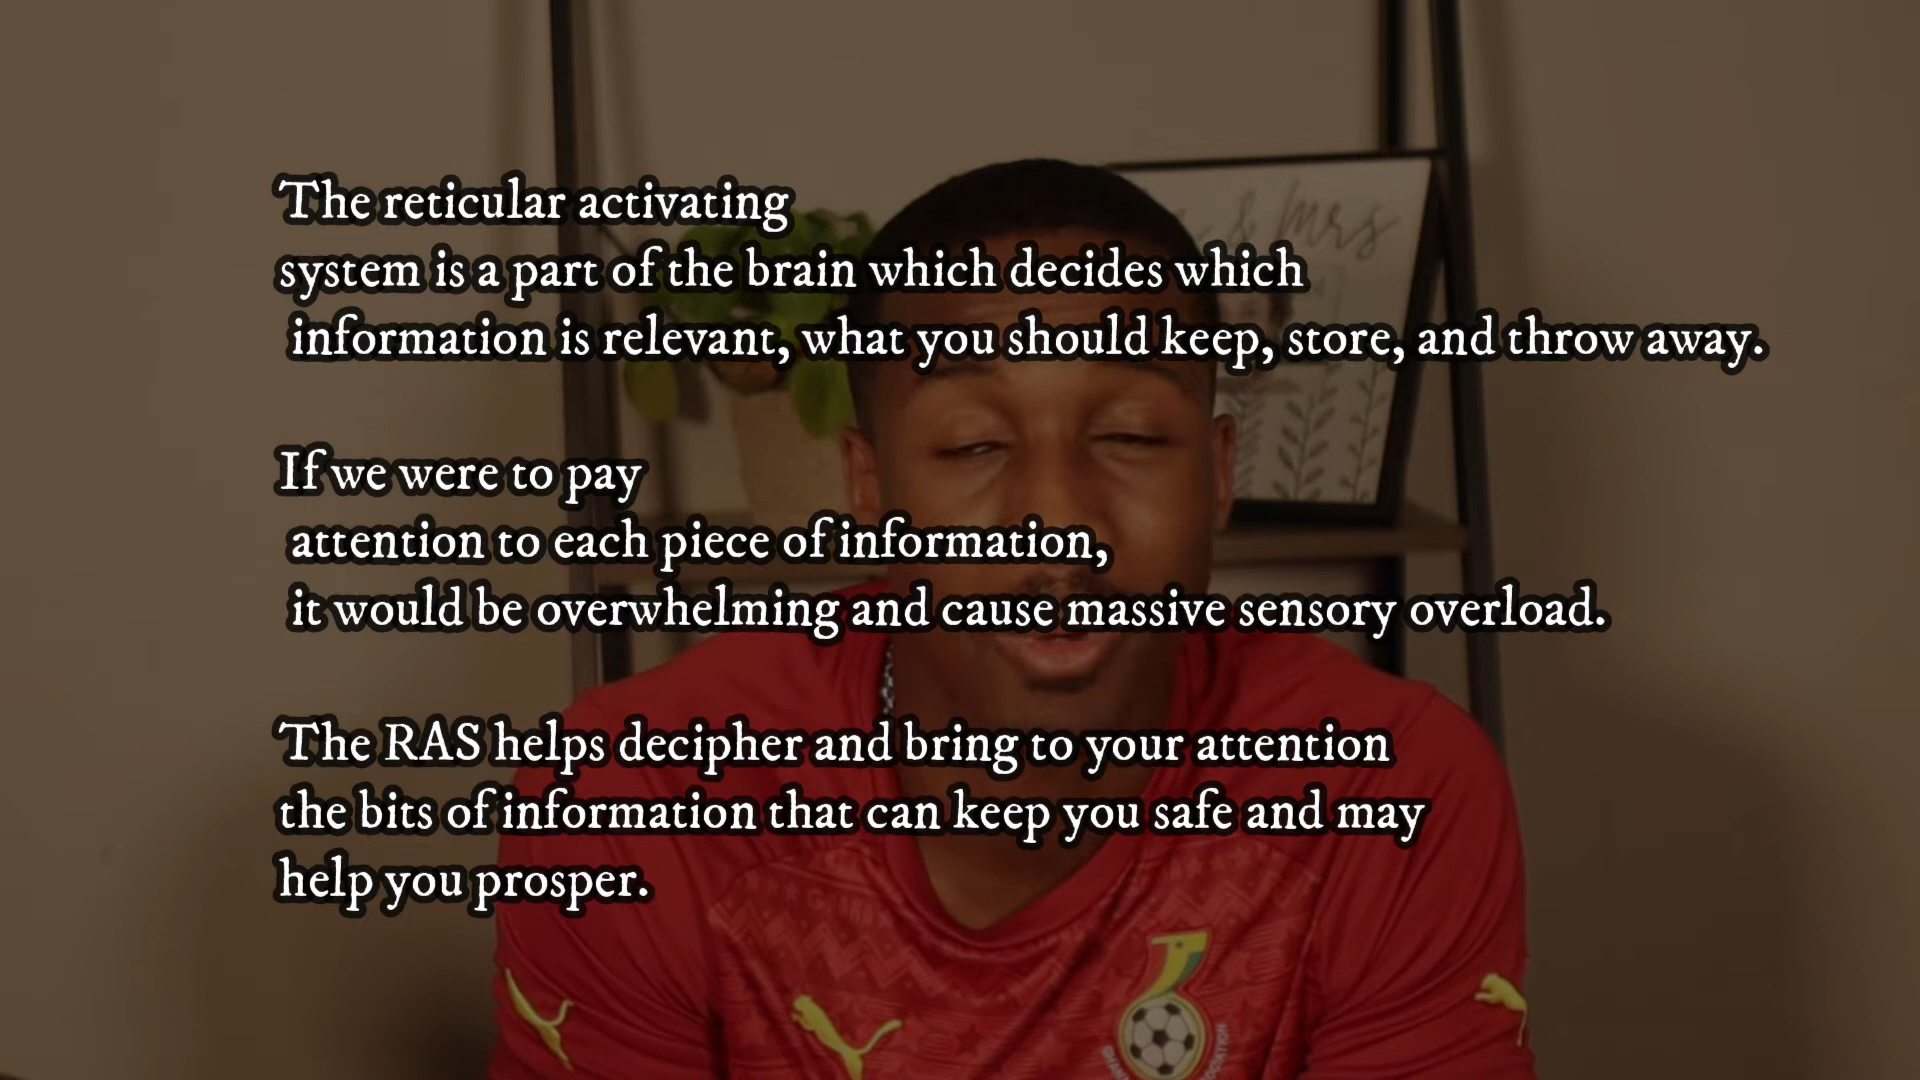 & Mrs
The reticular activating
system is a part of the brain which decides which
information is relevant, what you should keep, store, and throw away.
If we were to pay
attention to each piece of information,
it would be overwhelming and cause massive sensory overload.
The RAS helps decipher and bring to your attention
the bits of information that can keep you safe and may
help you prosper.